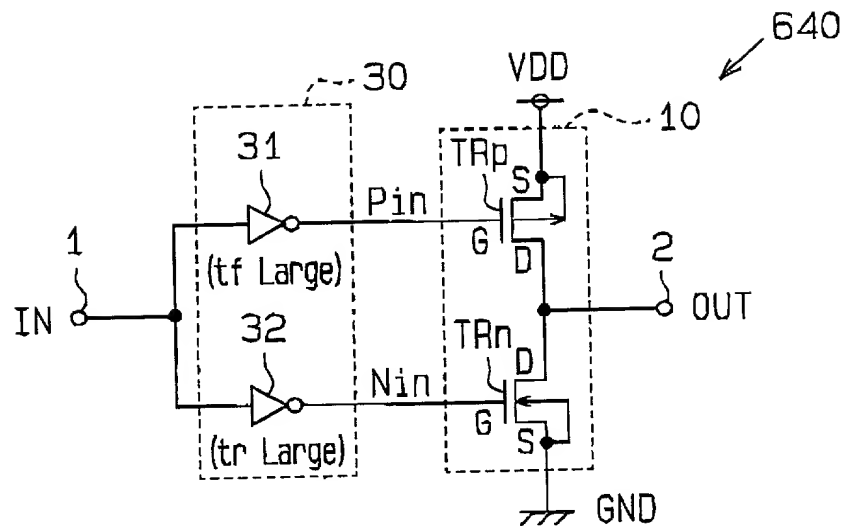 640
30
VDD
10
31
TRp
S
Pin
G
D
1
(tf Large)
2
IN
OUT
32
TRn
D
Nin
G
S
(tr Large)
GND